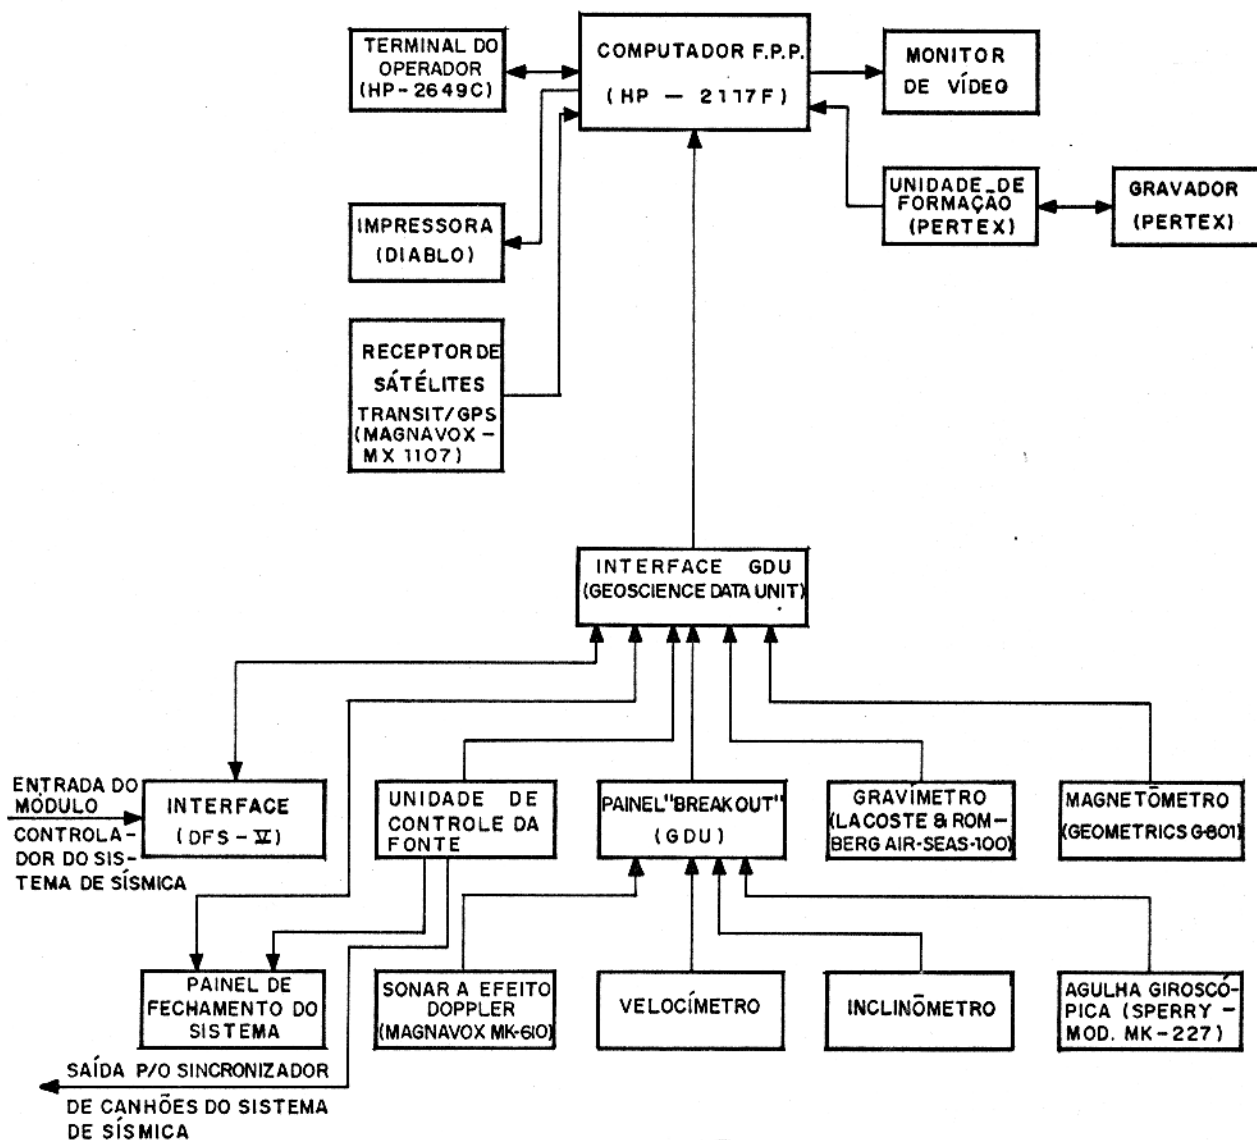 TERMINAL DO
OPERADOR
(HP-2649C)
COMPUTADOR F.P.P.
(HP — 2117F)
MONITOR
DE VÍDEO
UNIDADE DE
FORMAÇÃO
(PERTEX)
GRAVADOR
(PERTEX)
IMPRESSORA
(DIABLO)
RECEPTOR DE
SÁTÉLITES
TRANSIT/GPS
(MAGNAVOX -
MX 1107)
INTERFACE GDU
(GEOSCIENCE DATA UNIT)
ENTRADA DO
MÓDULO
CONTROLA-
DOR DO SIS-
TEMA DE SÍSMICA
INTERFACE
(DFS - V)
UNIDADE DE
CONTROLE DA
FONTE
PAINEL "BREAKOUT"
(GDU)
GRAVÍMETRO
(LACOSTE & ROM-
BERG AIR-SEAS-100)
MAGNETÔMETRO
(GEOMETRICS G-801)
PAINEL DE
FECHAMENTO DO
SISTEMA
SONAR A EFEITO
DOPPLER
(MAGNAVOX MK-610)
VELOCÍMETRO
INCLINÔMETRO
AGULHA GIROSCÓ-
PICA (SPERRY -
MOD. MK-227)
SAÍDA P/O SINCRONIZADOR
DE CANHÕES DO SISTEMA
DE SÍSMICA